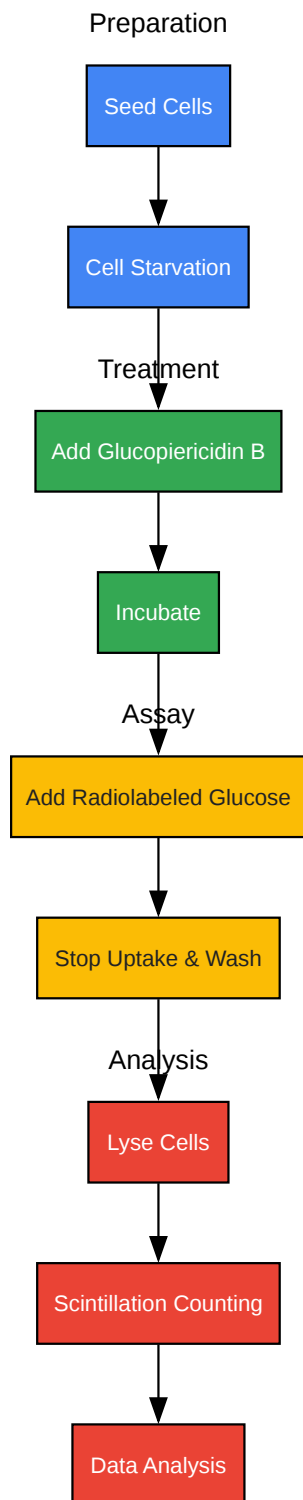 Preparation
Seed Cells
Cell Starvation
Treatment
Add Glucopiericidin B
Incubate
Assay
Add Radiolabeled Glucose
Stop Uptake & Wash
Analysis
Lyse Cells
Scintillation Counting
Data Analysis